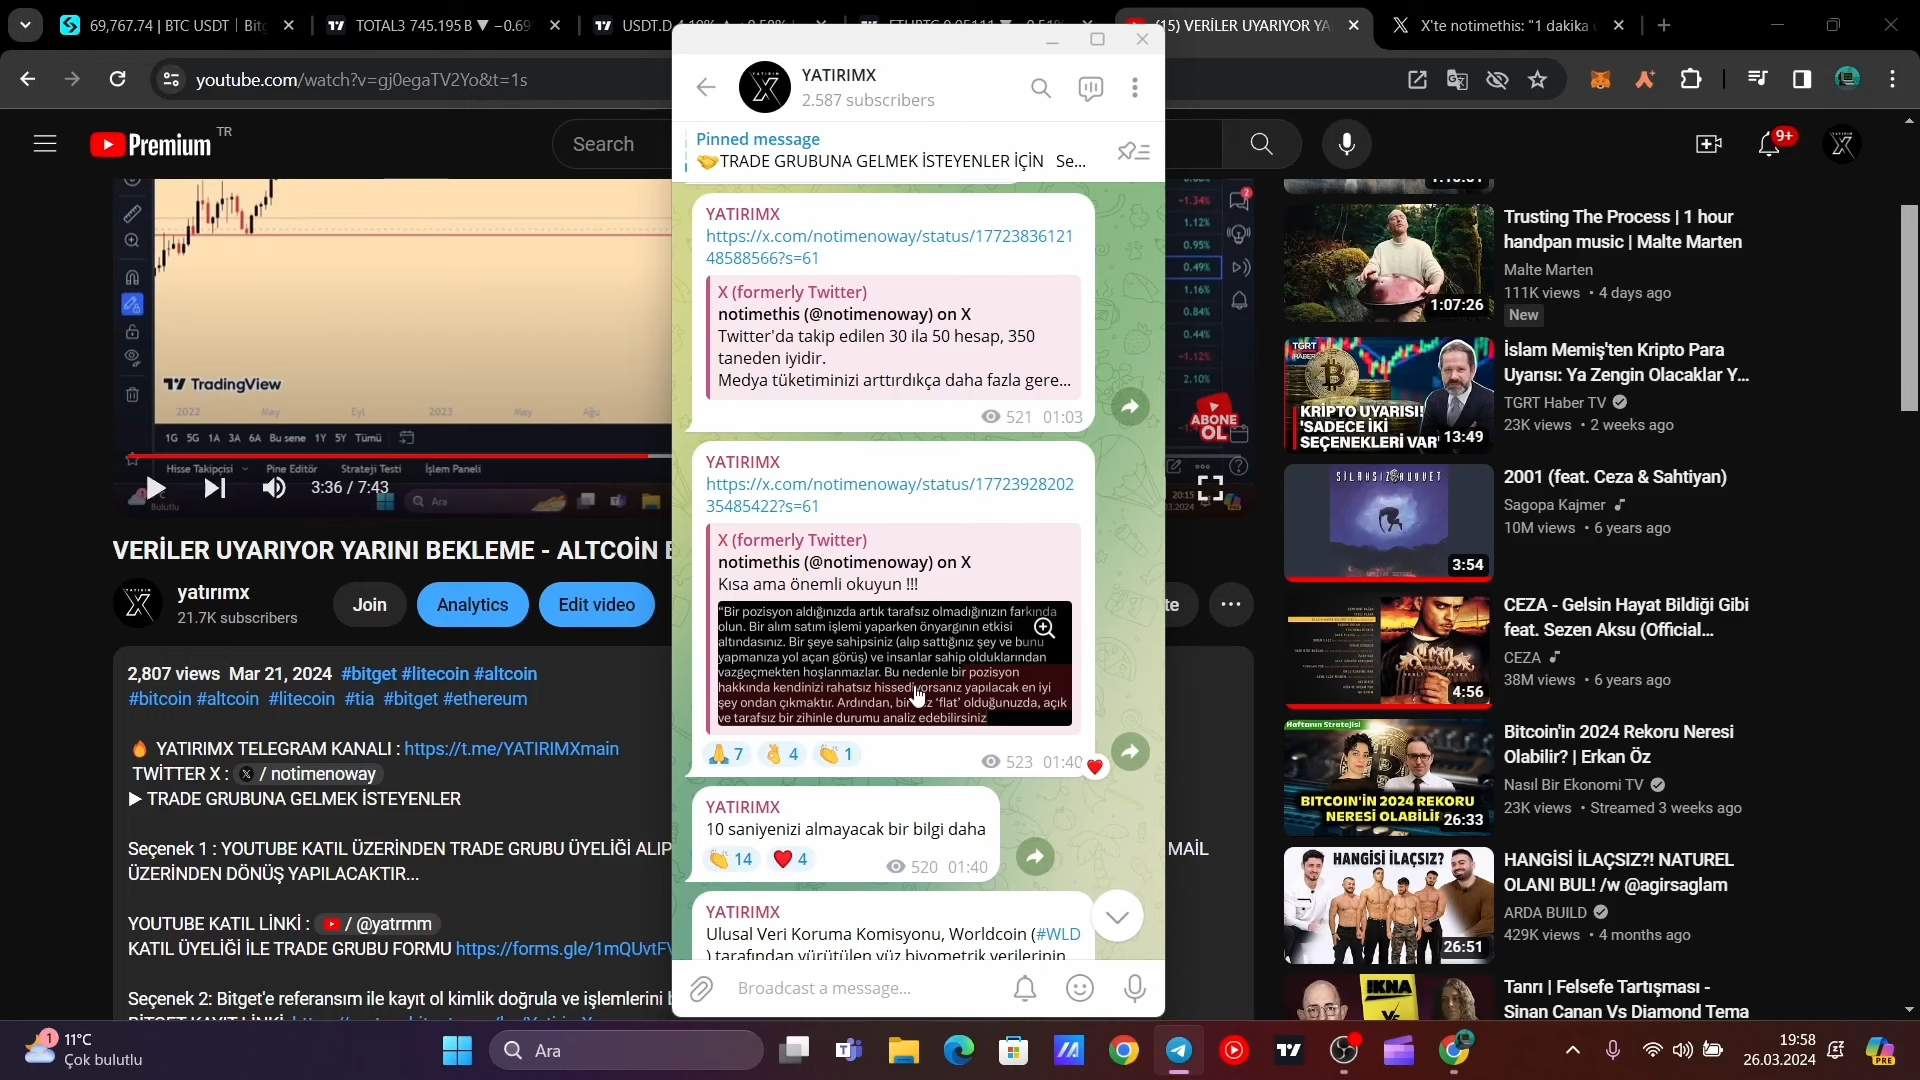 69,767.74 | BTC USDT | Bit
TOTAL3 745.195 B ▼ −0.69
USDT.D
(15) VERİLER UYARIYOR YA
X'te notimethis: "1 dakika
youtube.com/watch?v=gj0egaTV2Yo&t=1s
Premium TR
Search
9+
TradingView
2022 May Eyl 2023 May Ağu
1G 5G 1A 3A 6A Bu sene 1Y 5Y Tümü
Hisse Takipçisi Pine Editör Strateji Testi İşlem Paneli
3:36 / 7:43
Ara
Bulutlu
-1.34%
1.12%
0.95%
0.49%
1.16%
0.84%
0.44%
-1.12%
2.10%
2
ABONE
OL
20:15
VERİLER UYARIYOR YARINI BEKLEME - ALTCOİN
yatırımx
21.7K subscribers
Join
Analytics
Edit video
2,807 views Mar 21, 2024 #bitget #litecoin #altcoin
#bitcoin #altcoin #litecoin #tia #bitget #ethereum
🔥 YATIRIMX TELEGRAM KANALI : https://t.me/YATIRIMXmain
TWİTTER X : X / notimenoway
▶ TRADE GRUBUNA GELMEK İSTEYENLER
Seçenek 1 : YOUTUBE KATIL ÜZERİNDEN TRADE GRUBU ÜYELİĞİ ALIP
MAİL
ÜZERİNDEN DÖNÜŞ YAPILACAKTIR...
YOUTUBE KATIL LİNKİ : / @yatrmm
KATIL ÜYELİĞİ İLE TRADE GRUBU FORMU https://forms.gle/1mQUvtF
Seçenek 2: Bitget'e referansım ile kayıt ol kimlik doğrula ve işlemlerini
YATIRIMX
2.587 subscribers
Pinned message
🤝TRADE GRUBUNA GELMEK İSTEYENLER İÇİN Se...
YATIRIMX
https://x.com/notimenoway/status/17723836121
48588566?s=61
X (formerly Twitter)
notimethis (@notimenoway) on X
Twitter'da takip edilen 30 ila 50 hesap, 350
taneden iyidir.
Medya tüketiminizi arttırdıkça daha fazla gere...
521 01:03
YATIRIMX
https://x.com/notimenoway/status/17723928202
35485422?s=61
X (formerly Twitter)
notimethis (@notimenoway) on X
Kısa ama önemli okuyun !!!
"Bir pozisyon aldığınızda artık tarafsız olmadığınızın farkında
olun. Bir alım satım işlemi yaparken önyargının etkisi
altındasınız. Bir şeye sahipsiniz (alıp sattığınız şey ve bunu
yapmanıza yol açan görüş) ve insanlar sahip olduklarından
vazgeçmekten hoşlanmazlar. Bu nedenle bir pozisyon
hakkında kendinizi rahatsız hissediyorsanız yapılacak en iyi
şey ondan çıkmaktır. Ardından, bir 'flat' olduğunuzda, açık
ve tarafsız bir zihinle durumu analiz edebilirsiniz
🙏 7 👌 4 👏 1
523 01:40
YATIRIMX
10 saniyenizi almayacak bir bilgi daha
👏 14 ❤ 4 520 01:40
YATIRIMX
Ulusal Veri Koruma Komisyonu, Worldcoin (#WLD
) tarafından yürütülen yüz biyometrik verilerinin
Broadcast a message...
Trusting The Process | 1 hour
handpan music | Malte Marten
Malte Marten
111K views • 4 days ago
New
1:07:26
TGRT
HABER
KRİPTO UYARISI!
'SADECE İKİ
SEÇENEKLERİ VAR'
13:49
İslam Memiş'ten Kripto Para
Uyarısı: Ya Zengin Olacaklar Y...
TGRT Haber TV
23K views • 2 weeks ago
3:54
2001 (feat. Ceza & Sahtiyan)
Sagopa Kajmer
10M views • 6 years ago
CEZA
4:56
CEZA - Gelsin Hayat Bildiği Gibi
feat. Sezen Aksu (Official...
CEZA
38M views • 6 years ago
Haftanın Stratejisi
BITCOIN'İN 2024 REKORU
NERESİ OLABİLİR
26:33
Bitcoin'in 2024 Rekoru Neresi
Olabilir? | Erkan Öz
Nasıl Bir Ekonomi TV
23K views • Streamed 3 weeks ago
HANGİSİ İLAÇSIZ?
26:51
HANGİSİ İLAÇSIZ?! NATUREL
OLANI BUL! /w @agirsaglam
ARDA BUILD
429K views • 4 months ago
IKNA
Tanrı | Felsefe Tartışması -
Sinan Canan Vs Diamond Tema
1
11°C
Çok bulutlu
Ara
19:58
26.03.2024
PRE